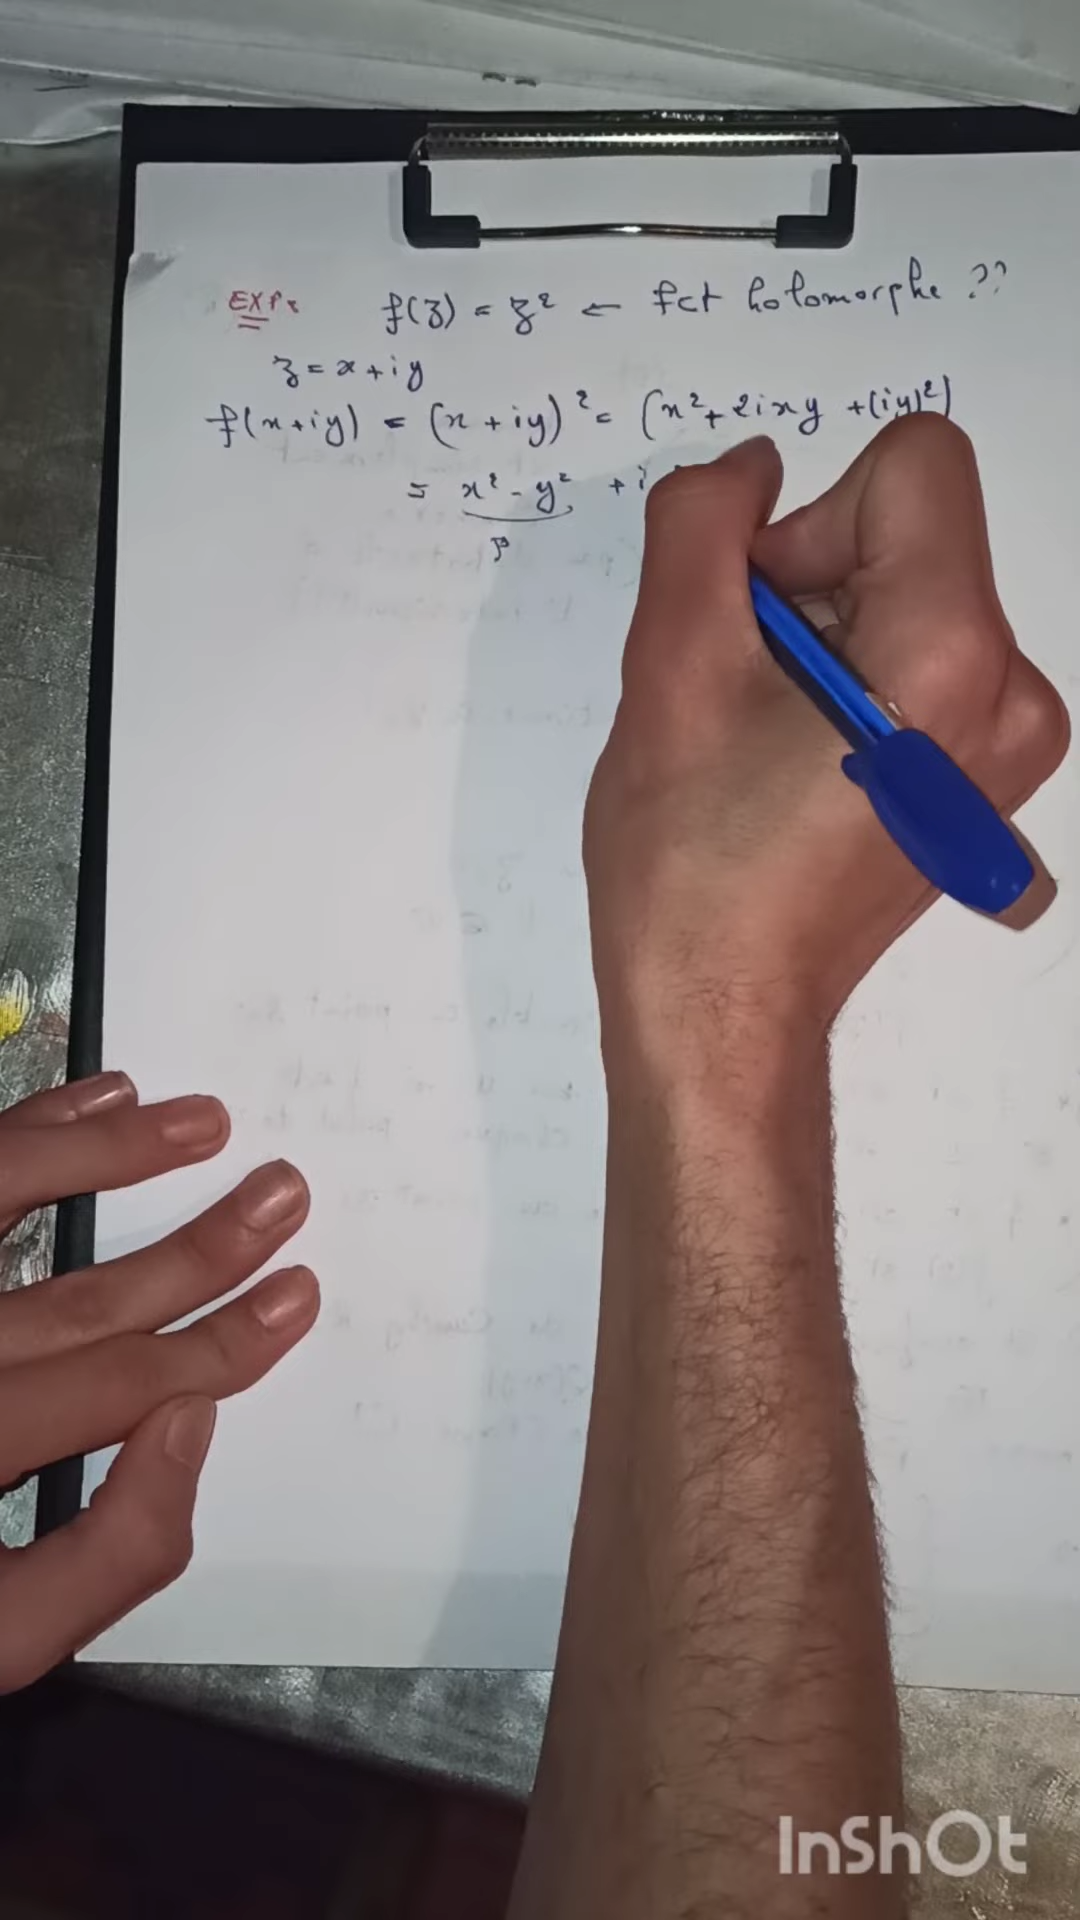 EXP: f(z) = z² ← fct holomorphe ??
z = x + iy
f(x+iy) = (x + iy)² = (x² + 2ixy + (iy)²)
= x² - y² + i
P
InShOt